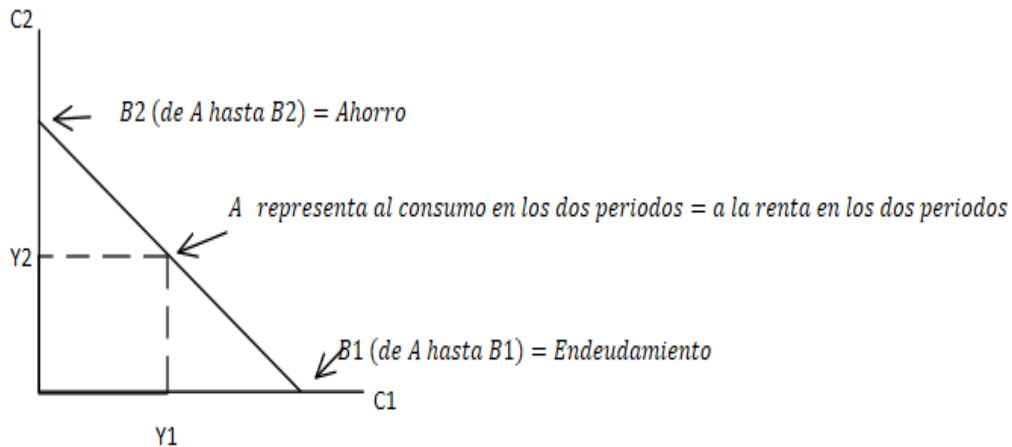 C2
B2 (de A hasta B2) = Ahorro
A representa al consumo en los dos periodos = a la renta en los dos periodos
Y2
B1 (de A hasta B1) = Endeudamiento
C1
Y1